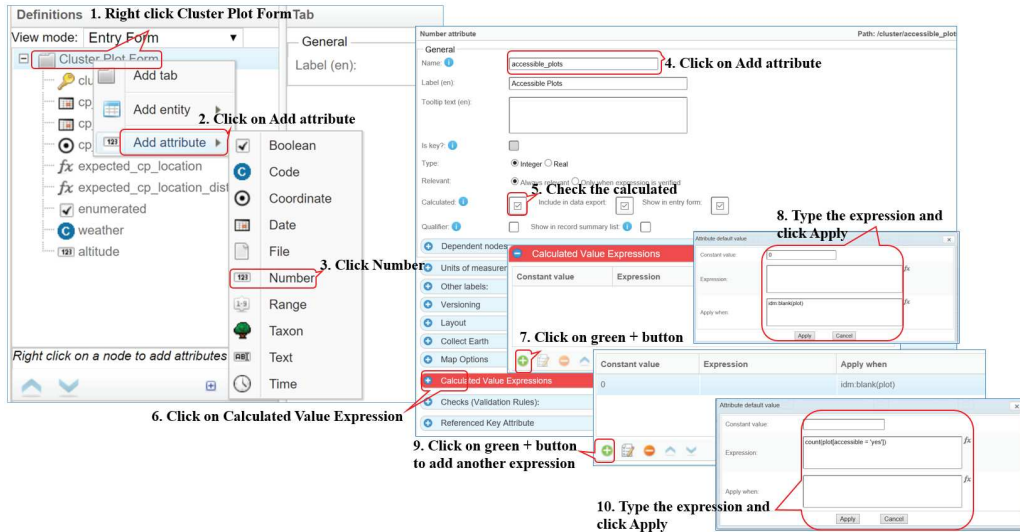 Definitions
1. Right click Cluster Plot Form
Tab
View mode: Entry Form
General
Label (en):
Cluster Plot Form
clu
cp_
cp_
cp_
expected_cp_location
expected_cp_location_dist
enumerated
weather
altitude
Add tab
Add entity
2. Click on Add attribute
Add attribute
Boolean
Code
Coordinate
Date
File
3. Click Number
Number
Range
Taxon
Text
Time
Right click on a node to add attributes
6. Click on Calculated Value Expression
Number attribute
Path: /cluster/accessible_plot
General
Name:
accessible_plots
4. Click on Add attribute
Label (en):
Accessible Plots
Tooltip text (en):
Is key?:
Type:
Integer Real
Relevant:
Always relevant Only when expression is verified
5. Check the calculated
Calculated:
Include in data export:
Show in entry form:
Qualifier:
Show in record summary list:
Dependent nodes
Units of measurer
Other labels:
Versioning
Layout
Collect Earth
Map Options
Calculated Value Expressions
Checks (Validation Rules):
Referenced Key Attribute
Calculated Value Expressions
Constant value Expression
7. Click on green + button
8. Type the expression and
click Apply
Attribute default value
Constant value:
0
Expression:
fx
Apply when:
idm:blank(plot)
fx
Apply Cancel
Constant value Expression Apply when
0 idm:blank(plot)
9. Click on green + button
to add another expression
Attribute default value
Constant value:
Expression:
count(plot[accessible = 'yes'])
fx
Apply when:
fx
10. Type the expression and
click Apply
Apply Cancel